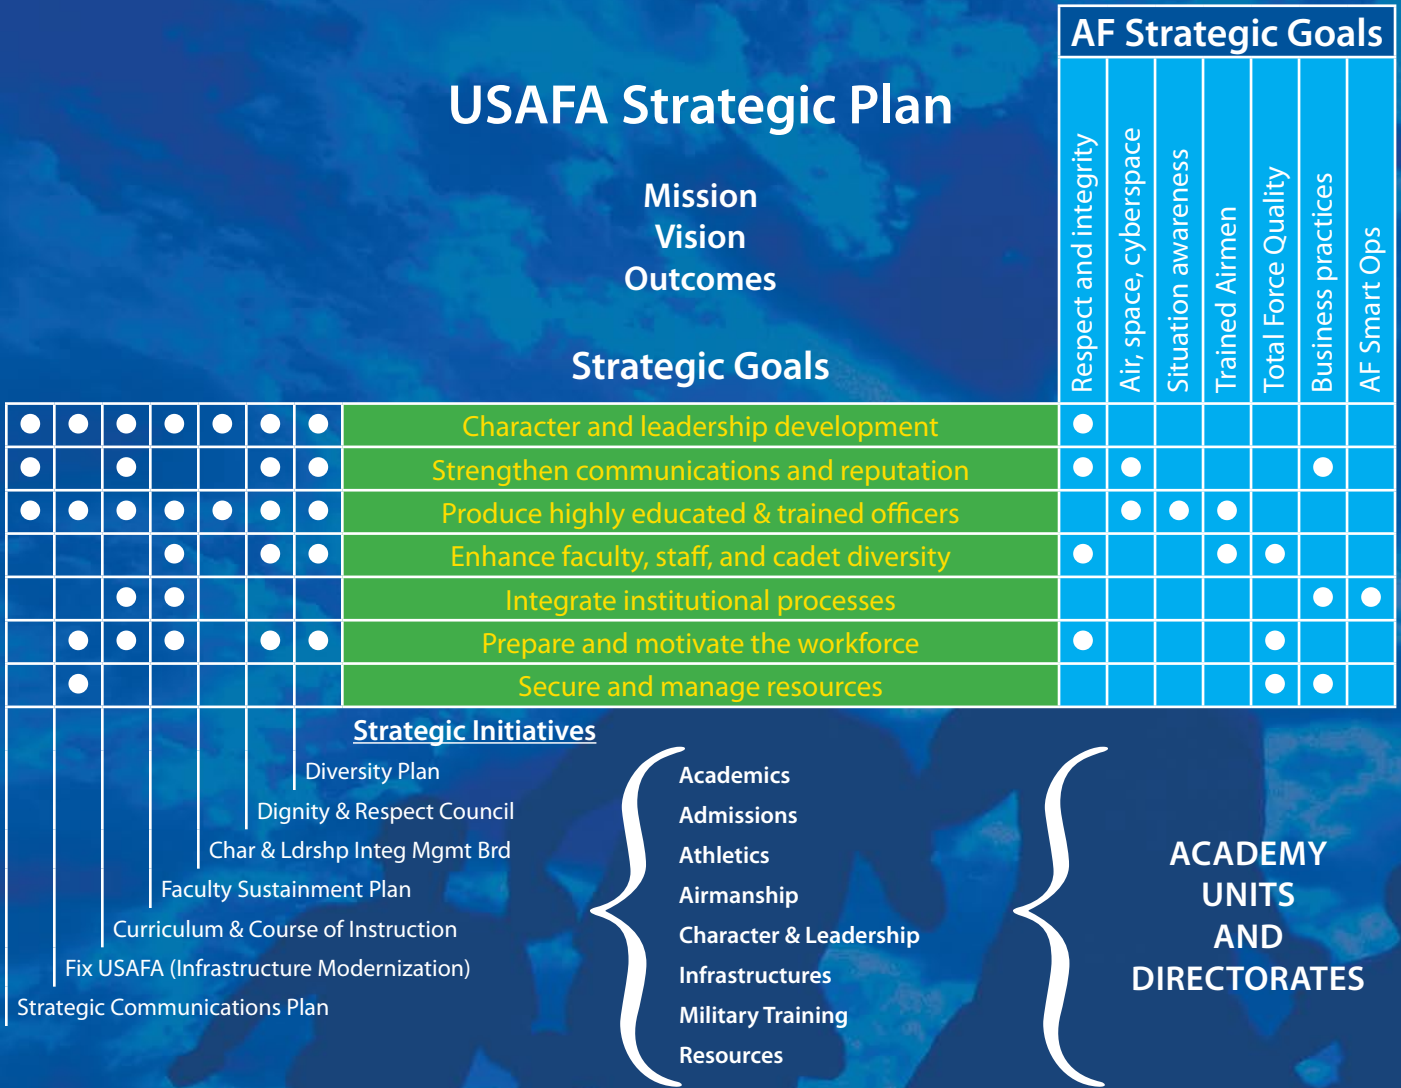 AF Strategic Goals
USAFA Strategic Plan
Mission
Vision
Outcomes
Strategic Goals
Respect and integrity
Air, space, cyberspace
Situation awareness
Trained Airmen
Total Force Quality
Business practices
AF Smart Ops
Character and leadership development
Strengthen communications and reputation
Produce highly educated & trained officers
Enhance faculty, staff, and cadet diversity
Integrate institutional processes
Prepare and motivate the workforce
Secure and manage resources
Strategic Initiatives
Diversity Plan
Dignity & Respect Council
Char & Ldrshp Integ Mgmt Brd
Faculty Sustainment Plan
Curriculum & Course of Instruction
Fix USAFA (Infrastructure Modernization)
Strategic Communications Plan
Academics
Admissions
Athletics
Airmanship
Character & Leadership
Infrastructures
Military Training
Resources
ACADEMY
UNITS
AND
DIRECTORATES